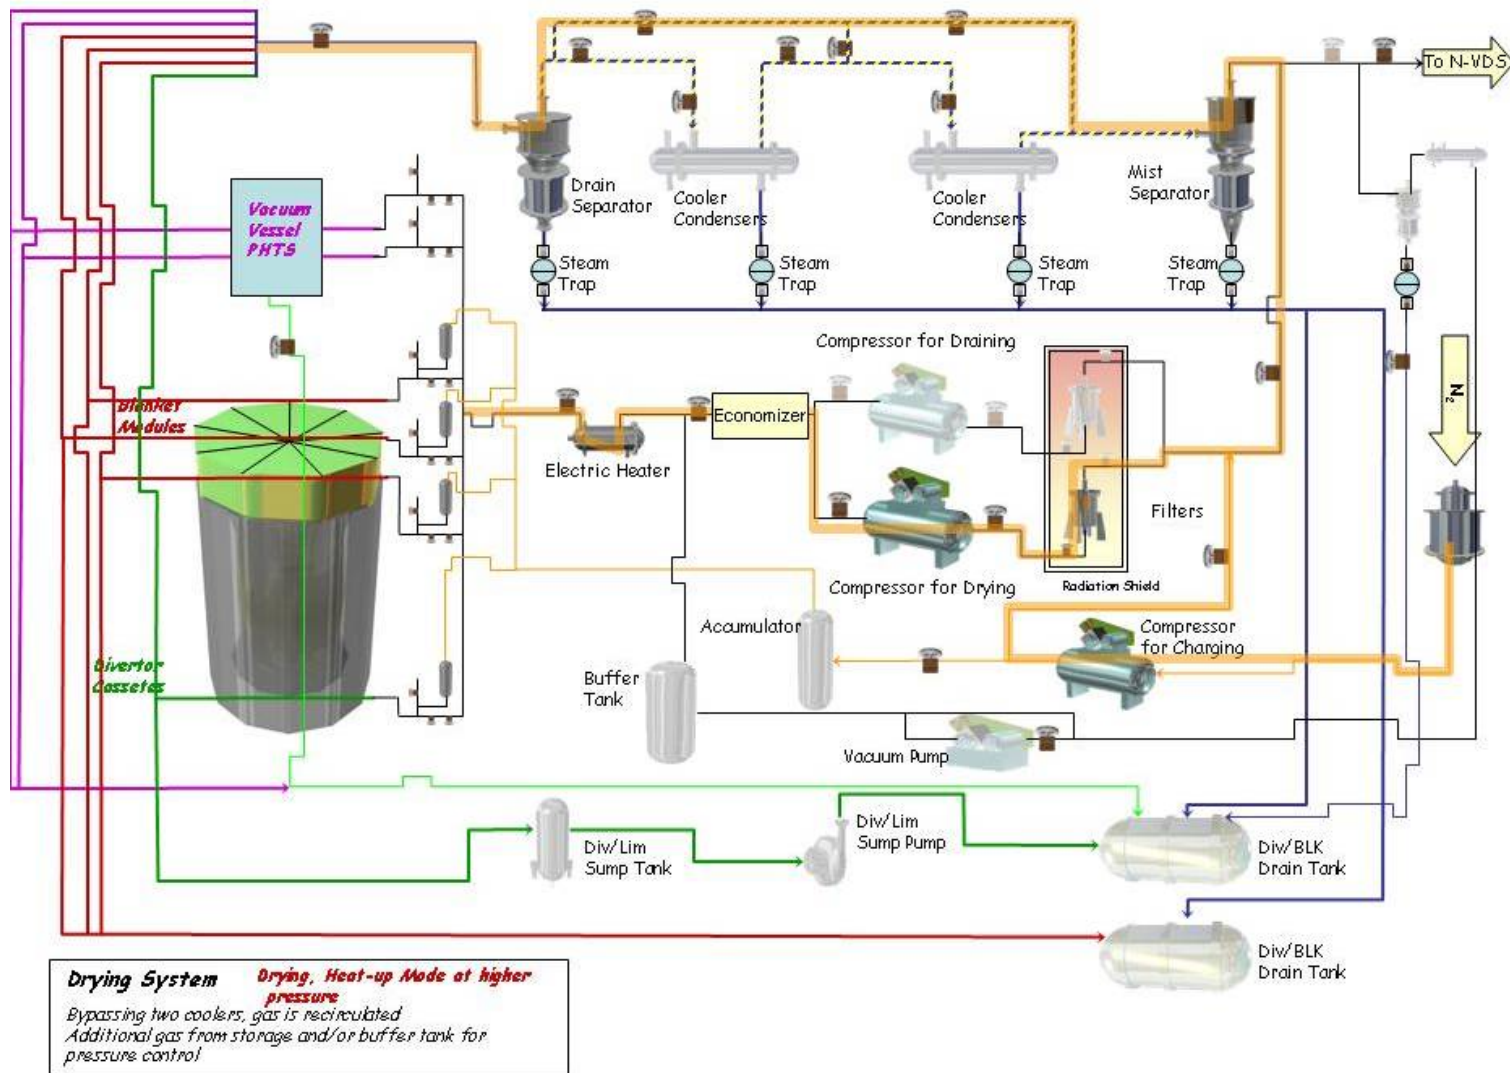 To N-VDS
Drain
Separator
Cooler
Condensers
Cooler
Condensers
Mist
Separator
Vacuum
Vessel
PHTS
Steam
Trap
Steam
Trap
Steam
Trap
Steam
Trap
Compressor for Draining
N2
Blanket
Modules
Economizer
Electric Heater
Filters
Compressor for Drying
Radiation Shield
Accumulator
Compressor
for Charging
Divertor
Cassetes
Buffer
Tank
Vacuum Pump
Div/Lim
Sump Tank
Div/Lim
Sump Pump
Div/BLK
Drain Tank
Div/BLK
Drain Tank
Drying System Drying, Heat-up Mode at higher
pressure
Bypassing two coolers, gas is recirculated
Additional gas from storage and/or buffer tank for
pressure control